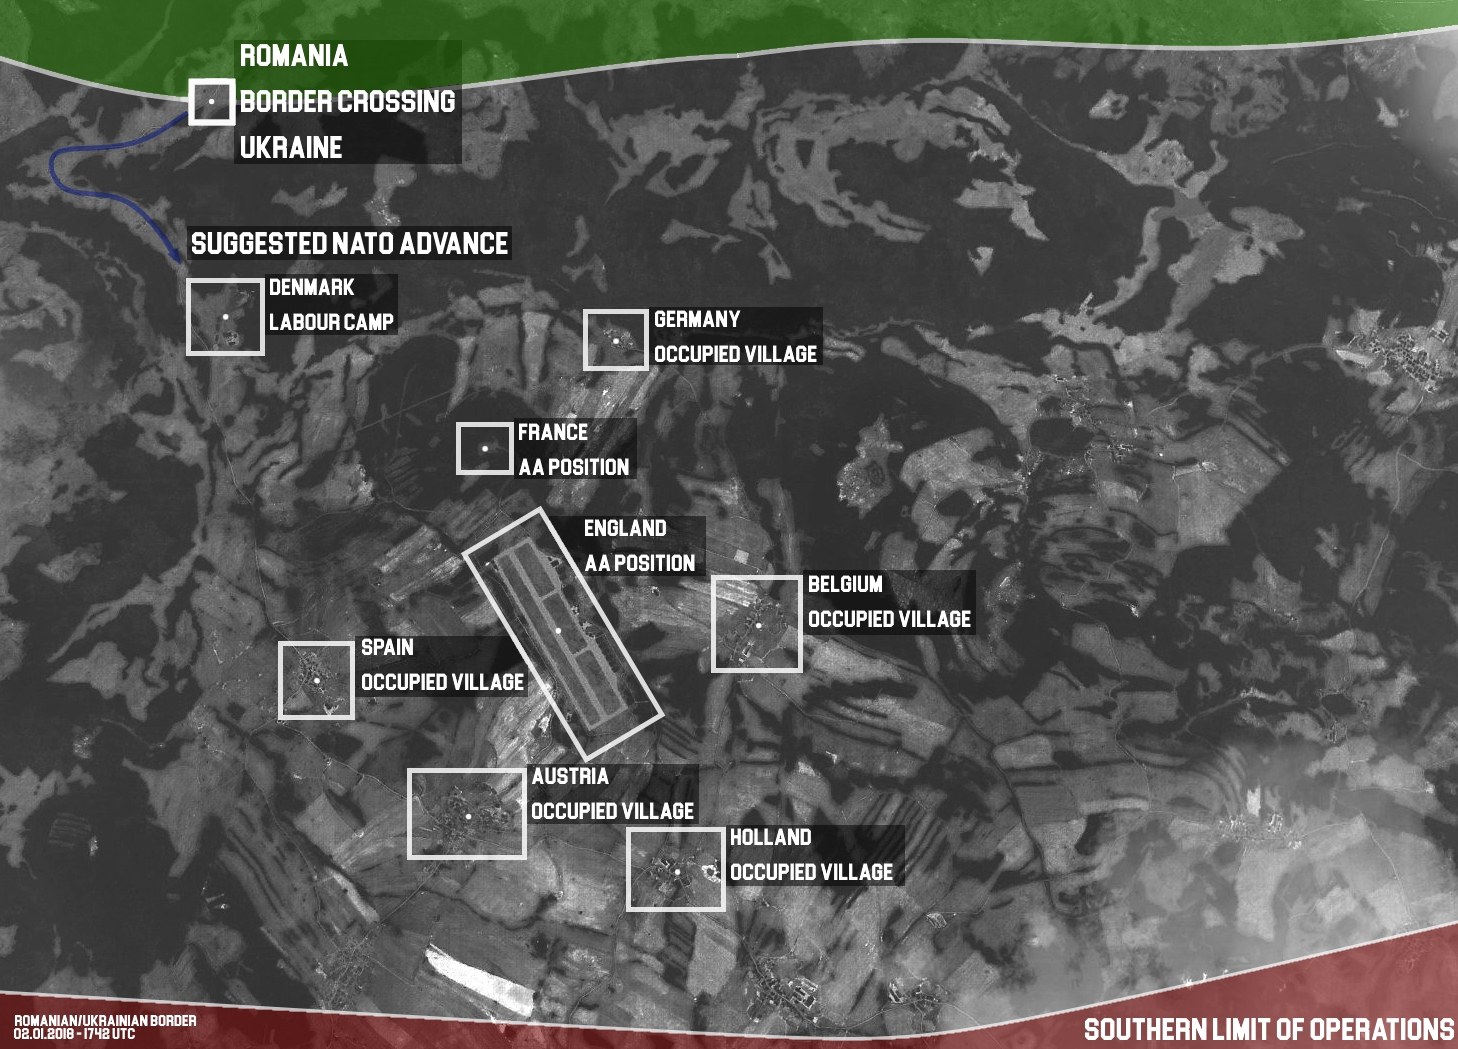 ROMANIA
BORDER CROSSING
UKRAINE
SUGGESTED NATO ADVANCE
DENMARK
LABOUR CAMP
GERMANY
OCCUPIED VILLAGE
FRANCE
AA POSITION
ENGLAND
AA POSITION
BELGIUM
OCCUPIED VILLAGE
SPAIN
OCCUPIED VILLAGE
AUSTRIA
OCCUPIED VILLAGE
HOLLAND
OCCUPIED VILLAGE
ROMANIAN/UKRAINIAN BORDER
02.01.2018 - 1742 UTC
SOUTHERN LIMIT OF OPERATIONS